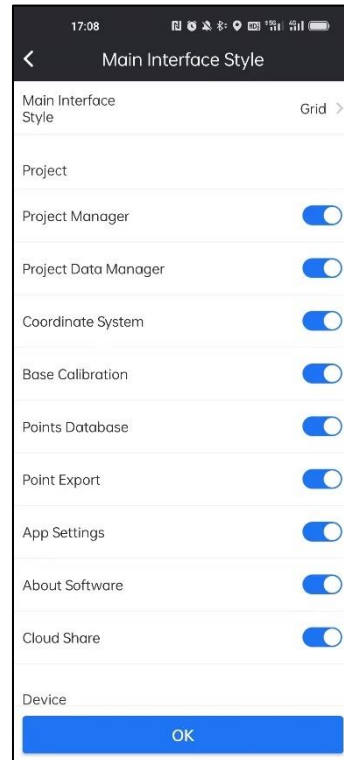 17:08
Main Interface Style
Main Interface
Style
Grid
Project
Project Manager
Project Data Manager
Coordinate System
Base Calibration
Points Database
Point Export
App Settings
About Software
Cloud Share
Device
OK